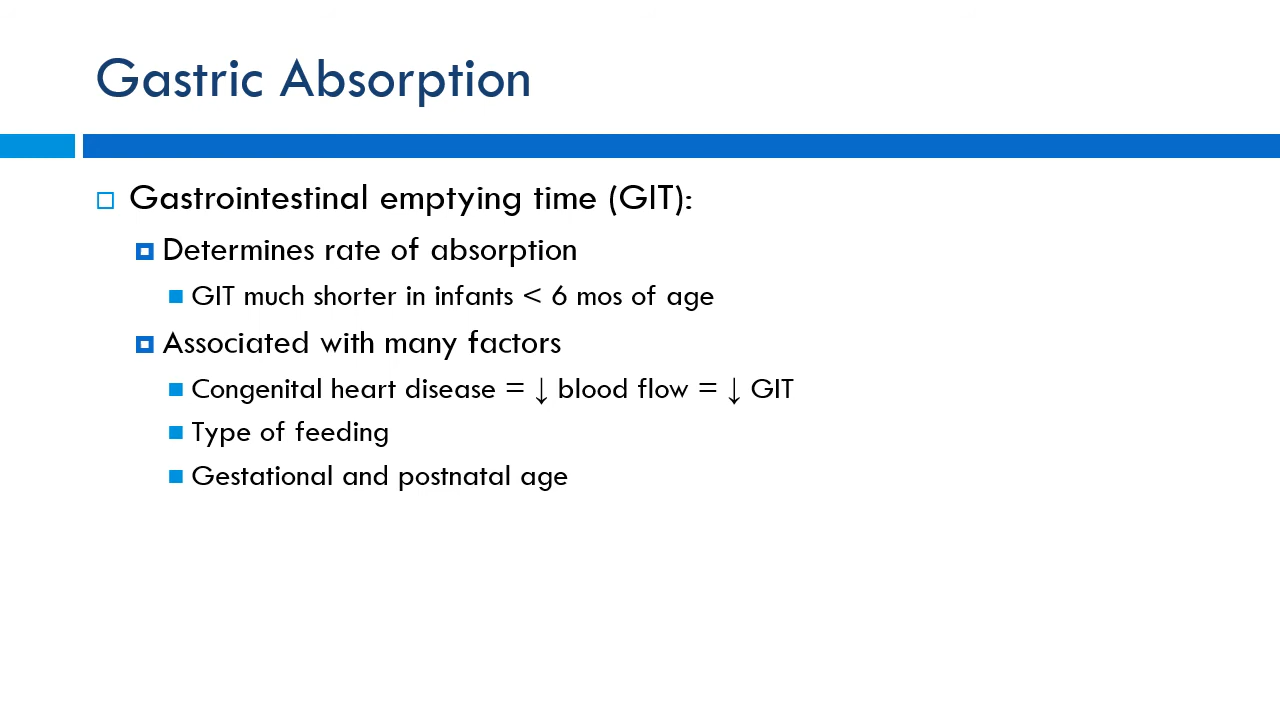 Gastric Absorption
Gastrointestinal emptying time (GIT):
Determines rate of absorption
GIT much shorter in infants < 6 mos of age
Associated with many factors
Congenital heart disease = ↓ blood flow = ↓ GIT
Type of feeding
Gestational and postnatal age